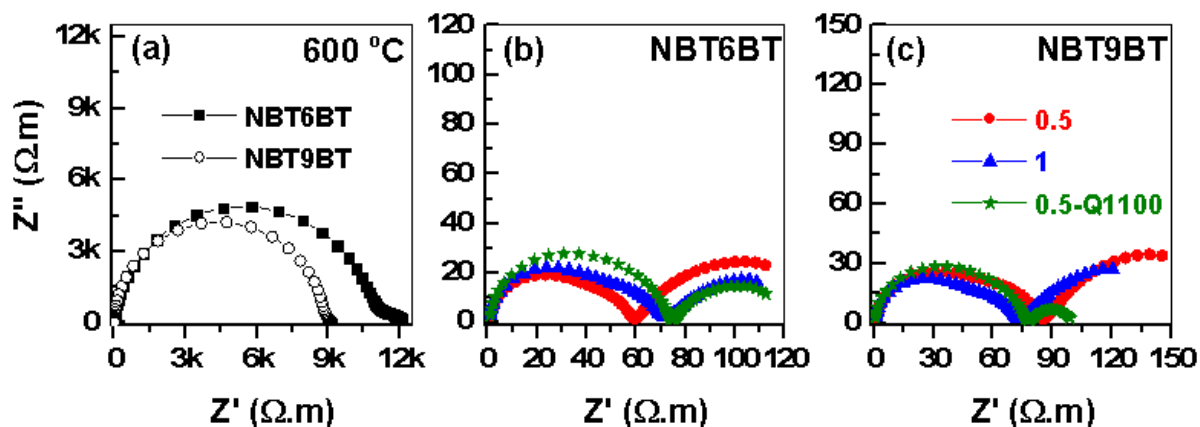 (a) 600 °C
12k
9k
6k
3k
0
NBT6BT
NBT9BT
0 3k 6k 9k 12k
Z' (Ω.m)
Z'' (Ω.m)
(b) NBT6BT
120
100
80
60
40
20
0
0 20 40 60 80 100 120
Z' (Ω.m)
(c) NBT9BT
150
120
90
60
30
0
0.5
1
0.5-Q1100
0 30 60 90 120 150
Z' (Ω.m)